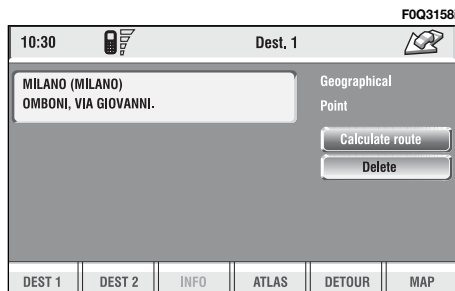 F0Q3158i
10:30 Dest. 1
MILANO (MILANO)
OMBONI, VIA GIOVANNI.
Geographical
Point
Calculate route
Delete
DEST 1 DEST 2 INFO ATLAS DETOUR MAP